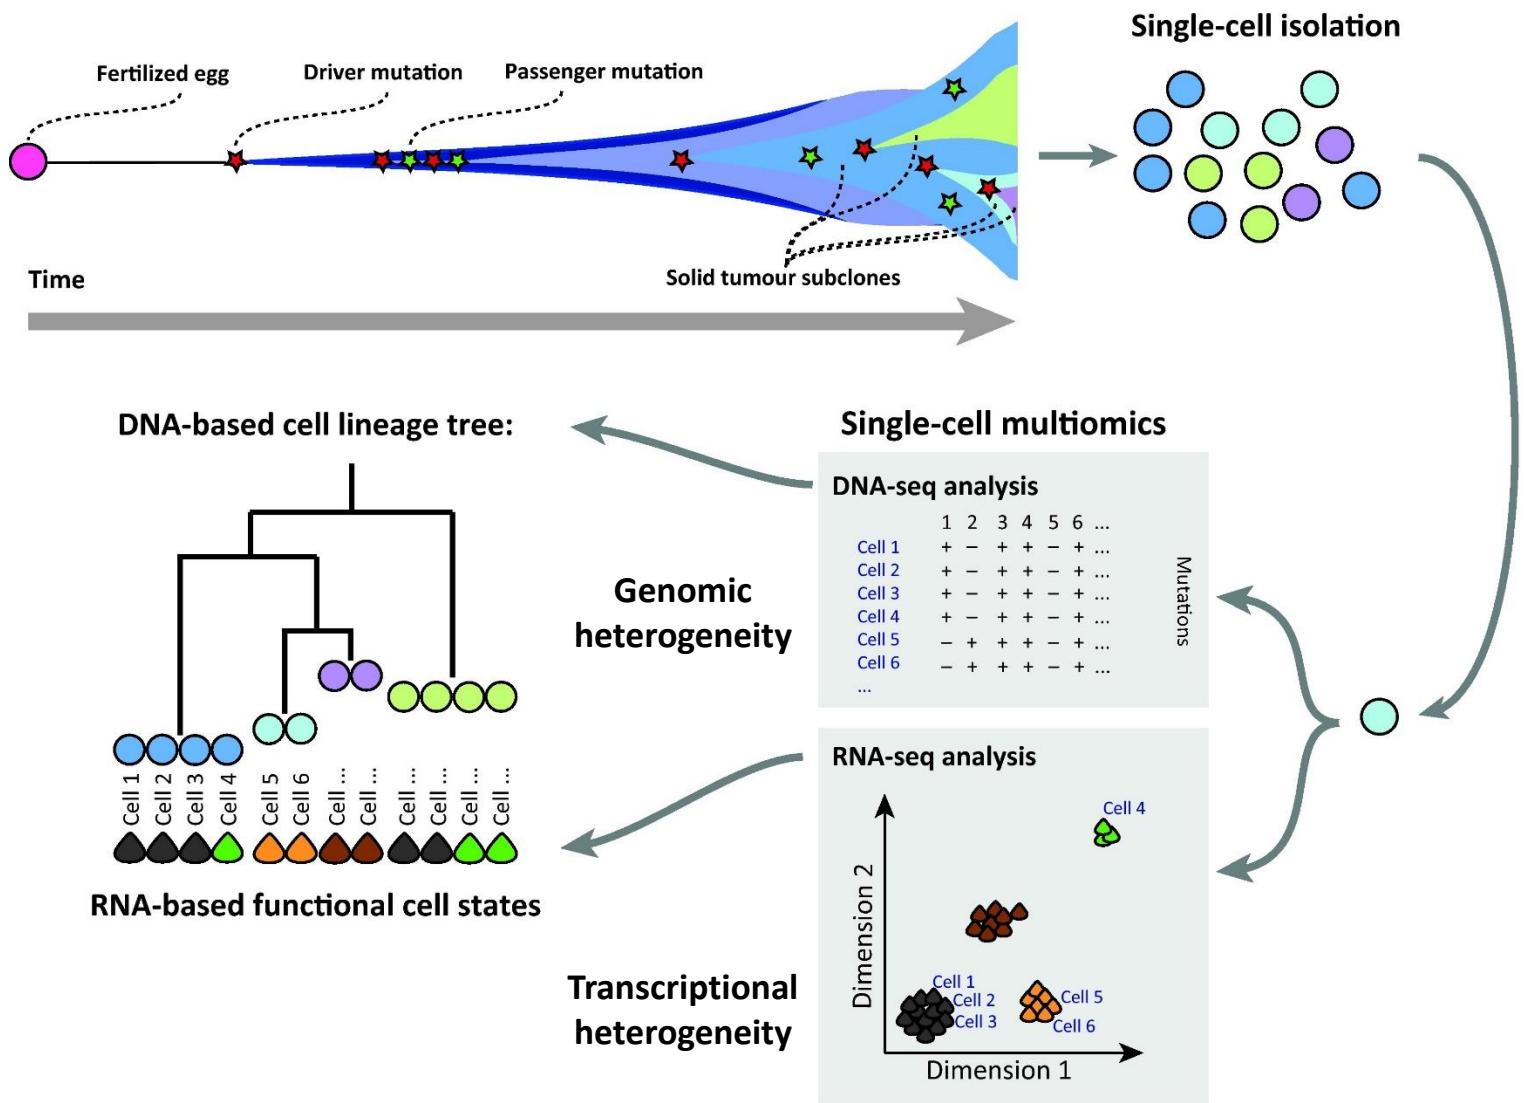 Single-cell isolation
Fertilized egg
Driver mutation
Passenger mutation
Solid tumour subclones
Time
DNA-based cell lineage tree:
Single-cell multiomics
DNA-seq analysis
1 2 3 4 5 6 ...
Cell 1 + – + + – + ...
Cell 2 + – + + – + ...
Cell 3 + – + + – + ...
Cell 4 + – + + – + ...
Cell 5 – + + + – + ...
Cell 6 – + + + – + ...
...
Mutations
Genomic
heterogeneity
Cell 1
Cell 2
Cell 3
Cell 4
Cell 5
Cell 6
Cell ...
Cell ...
Cell ...
Cell ...
Cell ...
Cell ...
RNA-based functional cell states
RNA-seq analysis
Cell 4
Dimension 2
Cell 1
Cell 2
Cell 3
Cell 5
Cell 6
Dimension 1
Transcriptional
heterogeneity